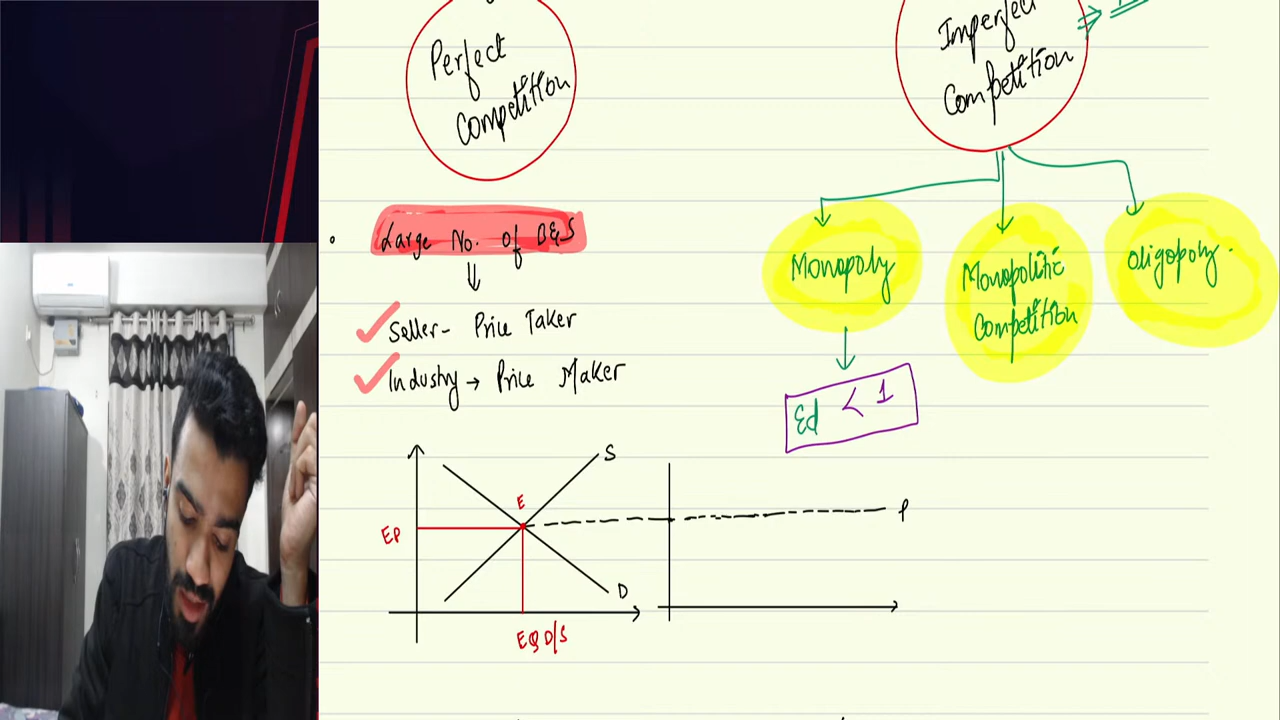 Perfect
Competition
Large No. of B&S
Seller- Price Taker
Industry → Price Maker
S
E
EP
D
EQ D/S
P
Imperfect
Competition
Monopoly
Monopolitic
Competition
Oligopoly.
Ed < 1